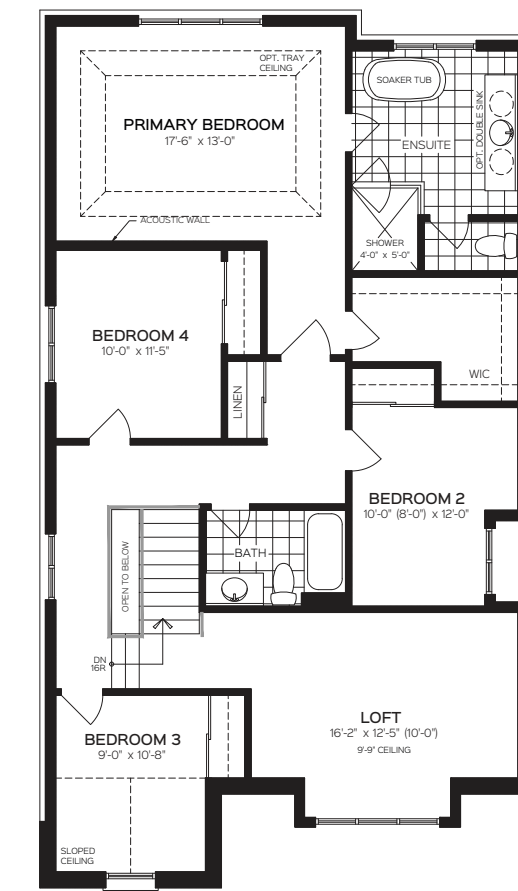 OPT. TRAY
CEILING
PRIMARY BEDROOM
17'-6" x 13'-0"
ACOUSTIC WALL
SOAKER TUB
ENSUITE
OPT. DOUBLE SINK
SHOWER
4'-0" x 5'-0"
BEDROOM 4
10'-0" x 11'-5"
LINEN
WIC
BEDROOM 2
10'-0" (8'-0") x 12'-0"
BATH
OPEN TO BELOW
DN
16R
BEDROOM 3
9'-0" x 10'-8"
LOFT
16'-2" x 12'-5" (10'-0")
9'-9" CEILING
SLOPED
CEILING